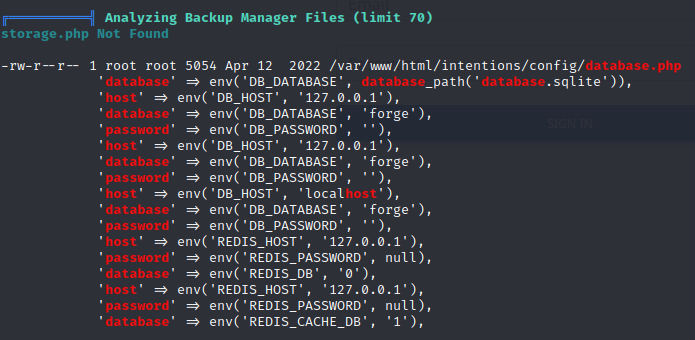 ╔══════════╣ Analyzing Backup Manager Files (limit 70)
storage.php Not Found
-rw-r--r-- 1 root root 5054 Apr 12  2022 /var/www/html/intentions/config/database.php
'database' => env('DB_DATABASE', database_path('database.sqlite')),
'host' => env('DB_HOST', '127.0.0.1'),
'database' => env('DB_DATABASE', 'forge'),
'password' => env('DB_PASSWORD', ''),
'host' => env('DB_HOST', '127.0.0.1'),
'database' => env('DB_DATABASE', 'forge'),
'password' => env('DB_PASSWORD', ''),
'host' => env('DB_HOST', 'localhost'),
'database' => env('DB_DATABASE', 'forge'),
'password' => env('DB_PASSWORD', ''),
'host' => env('REDIS_HOST', '127.0.0.1'),
'password' => env('REDIS_PASSWORD', null),
'database' => env('REDIS_DB', '0'),
'host' => env('REDIS_HOST', '127.0.0.1'),
'password' => env('REDIS_PASSWORD', null),
'database' => env('REDIS_CACHE_DB', '1'),
SIGN IN